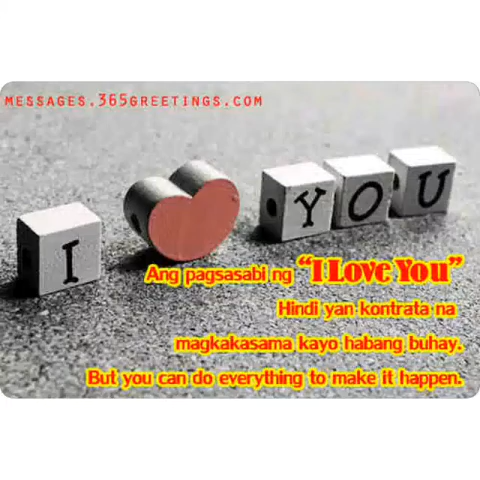 MESSAGES.365GREETINGS.COM
I YOU
Ang pagsasabi ng "I Love You"
Hindi yan kontrata na
magkakasama kayo habang buhay.
But you can do everything to make it happen.